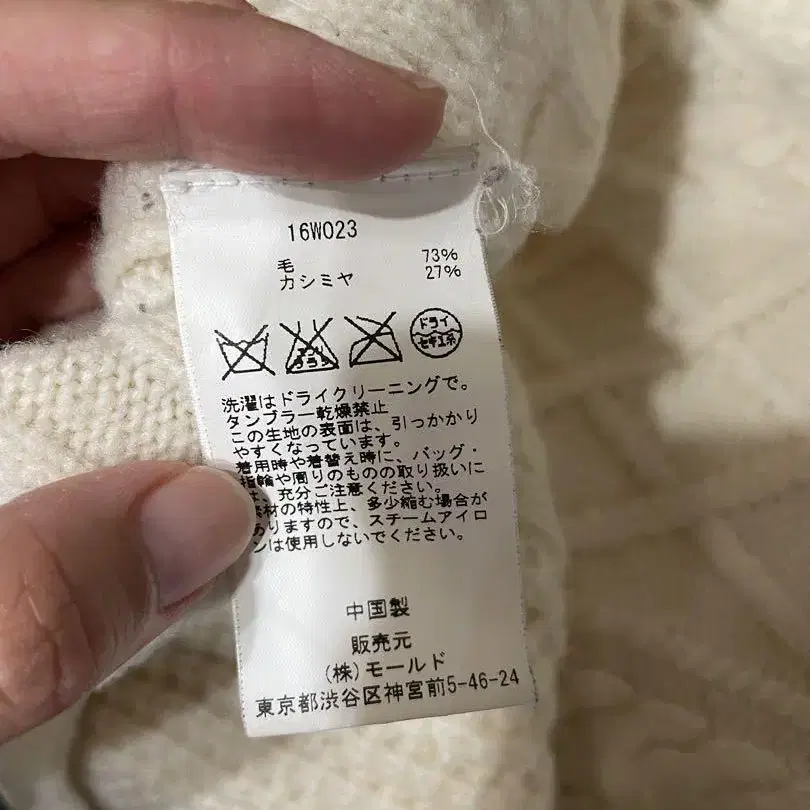 16W023
毛 73%
カシミヤ 27%
エンソ
サラシ
ドライ
セキユ系
洗濯はドライクリーニングで。
タンブラー乾燥禁止
この生地の表面は、引っかかり
やすくなっています。
着用時や着替え時に、バッグ・
指輪や周りのものの取り扱いに
は、充分ご注意ください。
素材の特性上、多少縮む場合が
ありますので、スチームアイロ
ンは使用しないでください。
中国製
販売元
(株)モールド
東京都渋谷区神宮前5-46-24